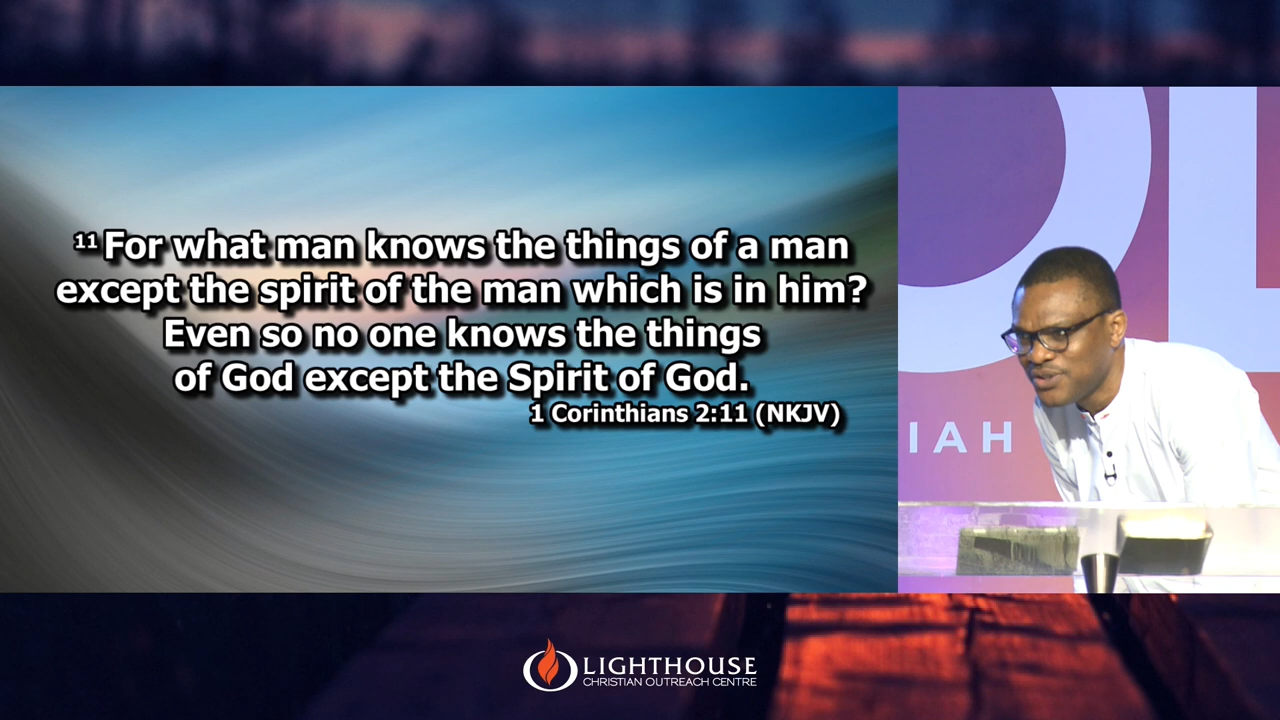 11 For what man knows the things of a man
except the spirit of the man which is in him?
Even so no one knows the things
of God except the Spirit of God.
1 Corinthians 2:11 (NKJV)
IAH
LIGHTHOUSE
CHRISTIAN OUTREACH CENTRE